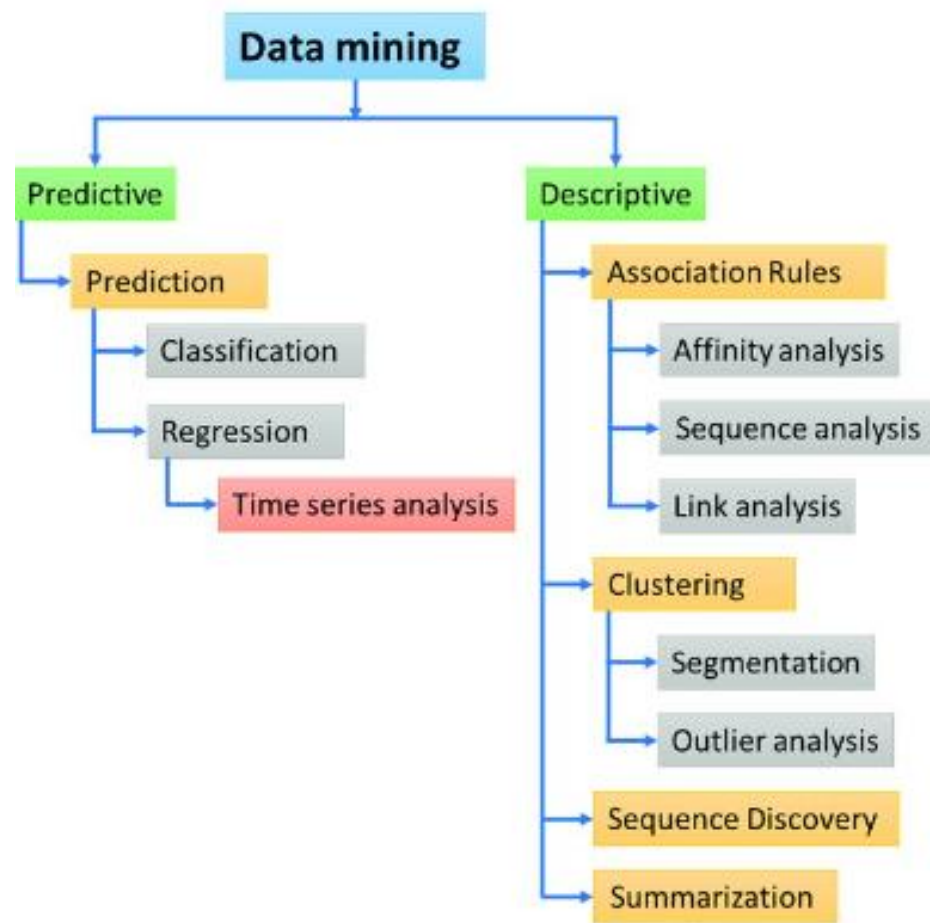 Data mining
Predictive
Prediction
Classification
Regression
Time series analysis
Descriptive
Association Rules
Affinity analysis
Sequence analysis
Link analysis
Clustering
Segmentation
Outlier analysis
Sequence Discovery
Summarization